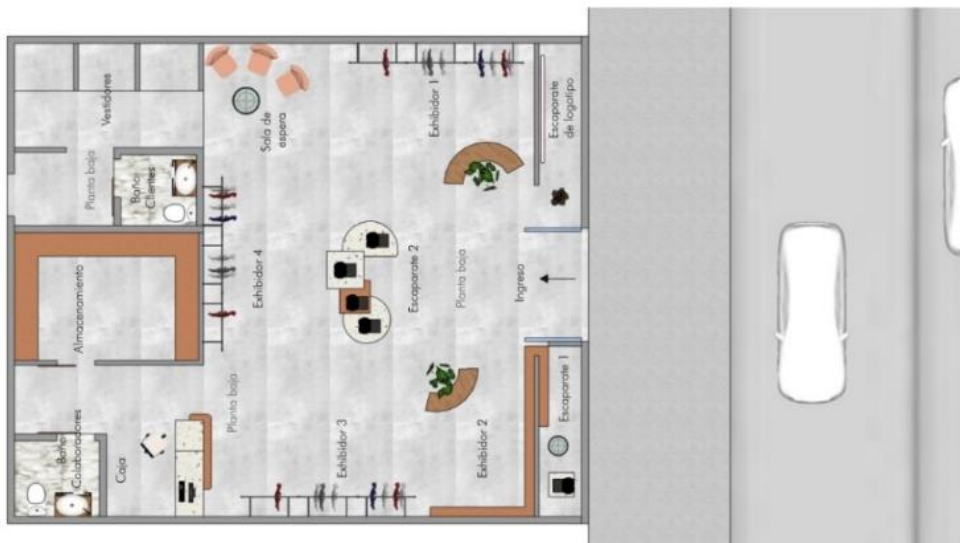 Vestidores
Planta baja
Baño
Clientes
Almacenamiento
Baño
Colaboradores
Caja
Sala de
espera
Exhibidor 4
Planta baja
Exhibidor 3
Escaparate 2
Exhibidor 1
Planta baja
Exhibidor 2
Ingreso
Escaparate
de logotipo
Escaparate 1